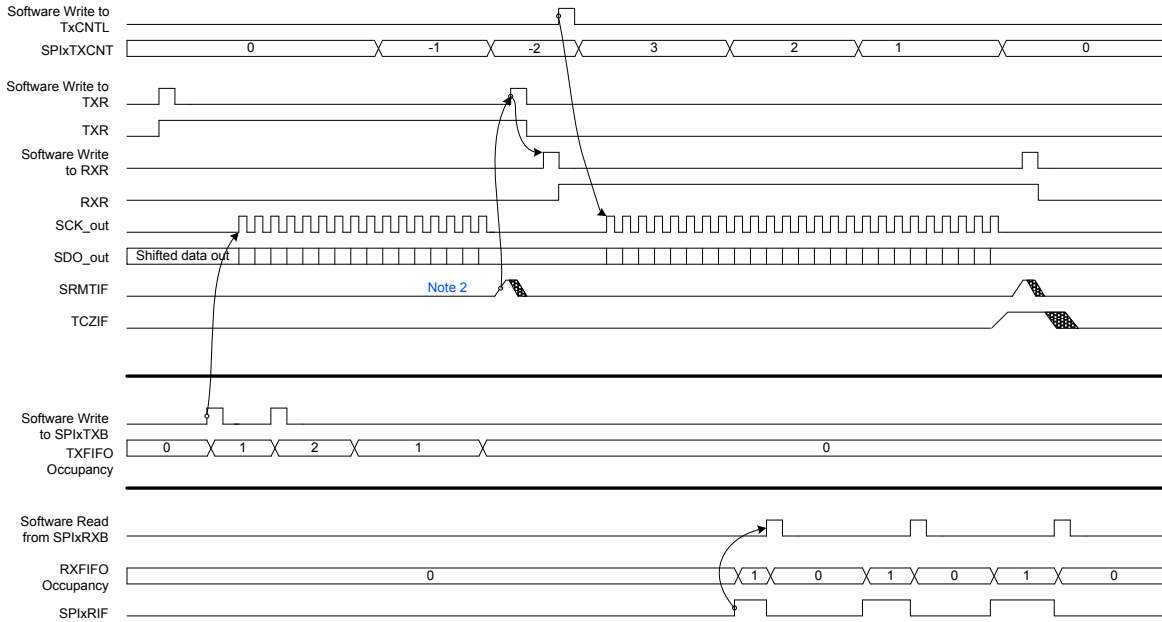 Software Write to
TxCNTL
SPIxTXCNT 0 -1 -2 3 2 1 0
Software Write to
TXR
TXR
Software Write
to RXR
RXR
SCK_out
SDO_out Shifted data out
SRMTIF Note 2
TCZIF
Software Write
to SPIxTXB
TXFIFO
Occupancy 0 1 2 1 0
Software Read
from SPIxRXB
RXFIFO
Occupancy 0 1 0 1 0 1 0
SPIxRIF